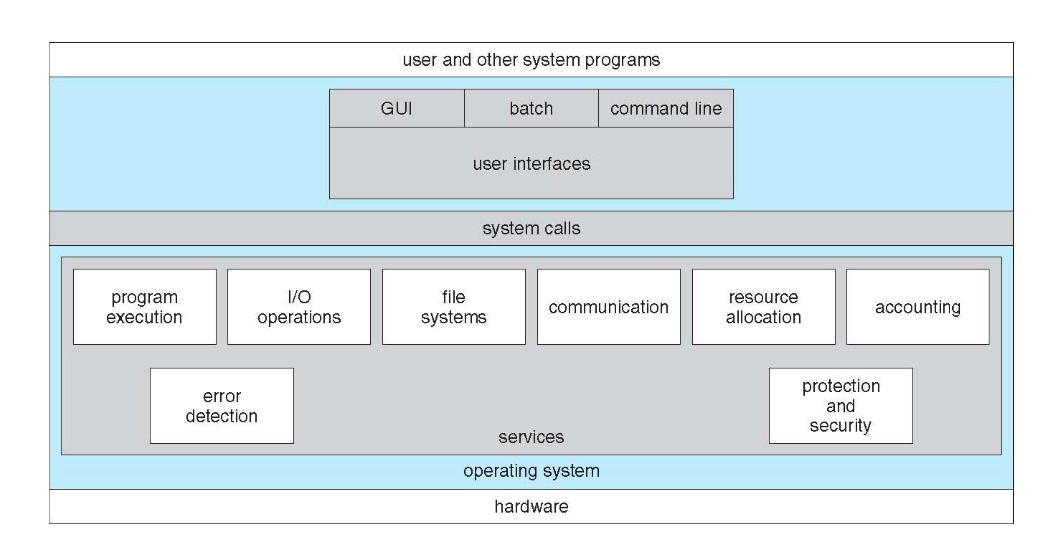 user and other system programs
GUI
batch
command line
user interfaces
system calls
program
execution
I/O
operations
file
systems
communication
resource
allocation
accounting
error
detection
protection
and
security
services
operating system
hardware